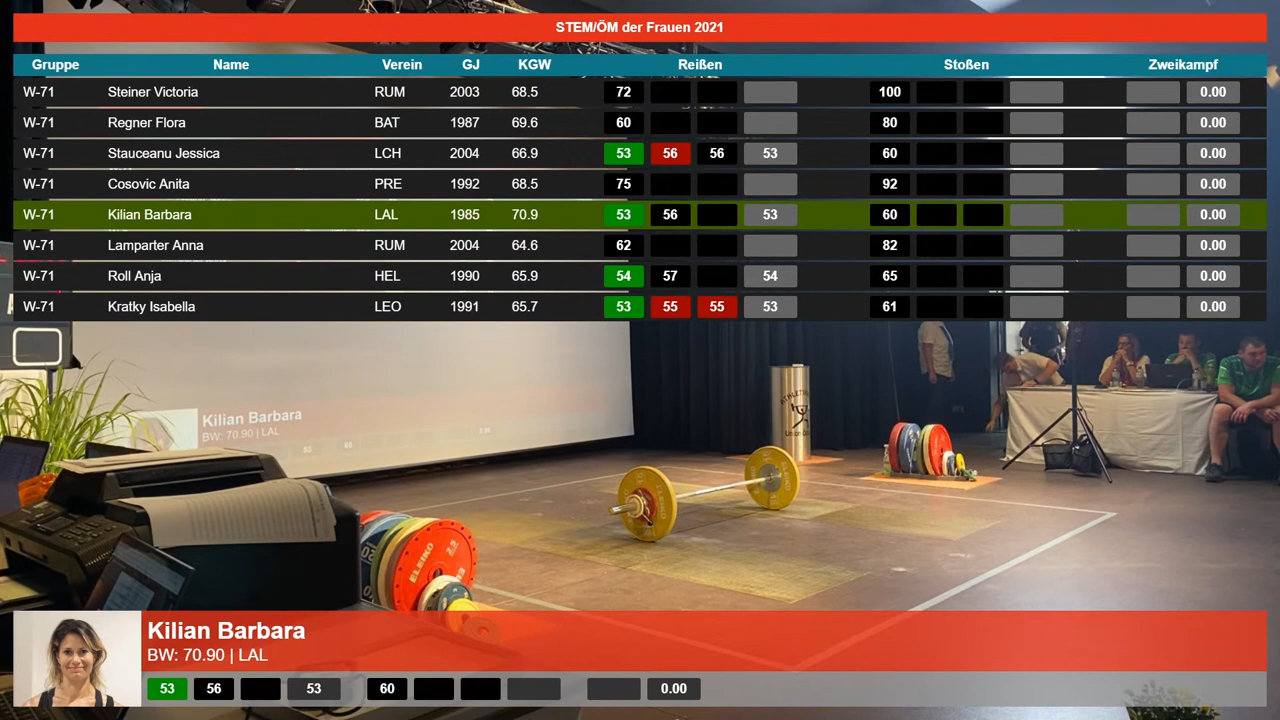 STEM/ÖM der Frauen 2021
Gruppe Name Verein GJ KGW Reißen Stoßen Zweikampf
W-71 Steiner Victoria RUM 2003 68.5 72 100 0.00
W-71 Regner Flora BAT 1987 69.6 60 80 0.00
W-71 Stauceanu Jessica LCH 2004 66.9 53 56 56 53 60 0.00
W-71 Cosovic Anita PRE 1992 68.5 75 92 0.00
W-71 Kilian Barbara LAL 1985 70.9 53 56 53 60 0.00
W-71 Lamparter Anna RUM 2004 64.6 62 82 0.00
W-71 Roll Anja HEL 1990 65.9 54 57 54 65 0.00
W-71 Kratky Isabella LEO 1991 65.7 53 55 55 53 61 0.00
Kilian Barbara
BW: 70.90 | LAL
ELEIKO
ELEIKO
Kilian Barbara
BW: 70.90 | LAL
53 56 53 60 0.00